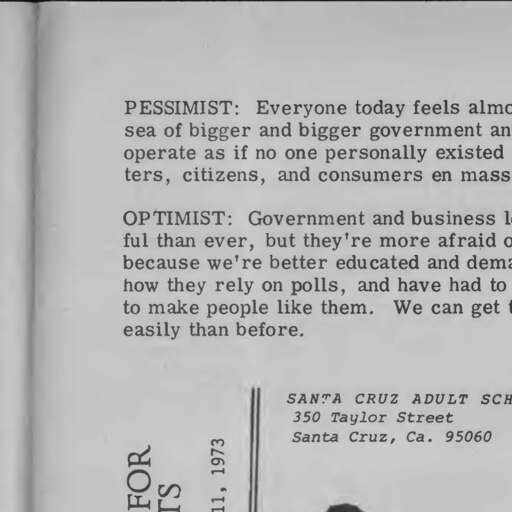 PESSIMIST: Everyone today feels almo
sea of bigger and bigger government an
operate as if no one personally existed
ters, citizens, and consumers en mass
OPTIMIST: Government and business l
ful than ever, but they're more afraid o
because we're better educated and dema
how they rely on polls, and have had to
to make people like them. We can get t
easily than before.
SANTA CRUZ ADULT SCH
350 Taylor Street
Santa Cruz, Ca. 95060
FOR
TS
11, 1973